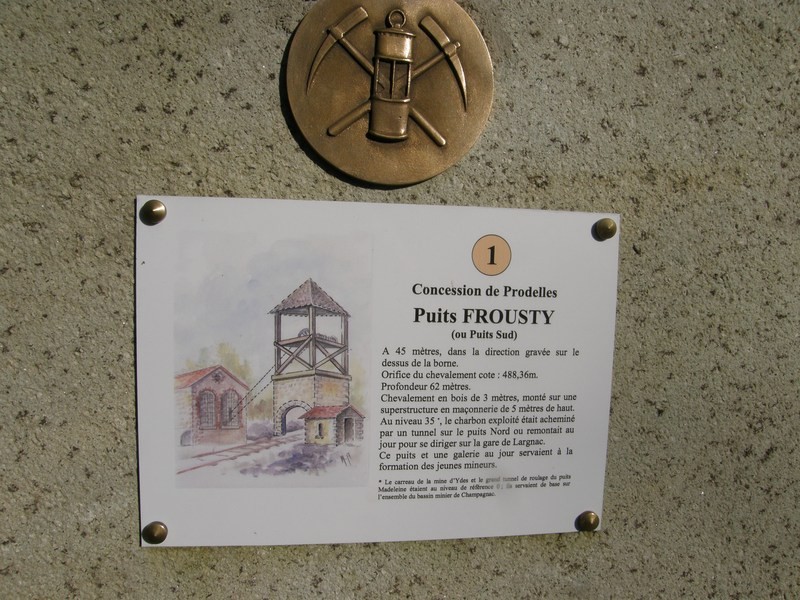 1
Concession de Prodelles
Puits FROUSTY
(ou Puits Sud)
A 45 mètres, dans la direction gravée sur le
dessus de la borne.
Orifice du chevalement cote : 488,36m.
Profondeur 62 mètres.
Chevalement en bois de 3 mètres, monté sur une
superstructure en maçonnerie de 5 mètres de haut.
Au niveau 35 *, le charbon exploité était acheminé
par un tunnel sur le puits Nord ou remontait au
jour pour se diriger sur la gare de Largnac.
Ce puits et une galerie au jour servaient à la
formation des jeunes mineurs.
* Le carreau de la mine d'Ydes et le grand tunnel de roulage du puits
Madeleine étaient au niveau de référence ils servaient de base sur
l'ensemble du bassin minier de Champagnac.